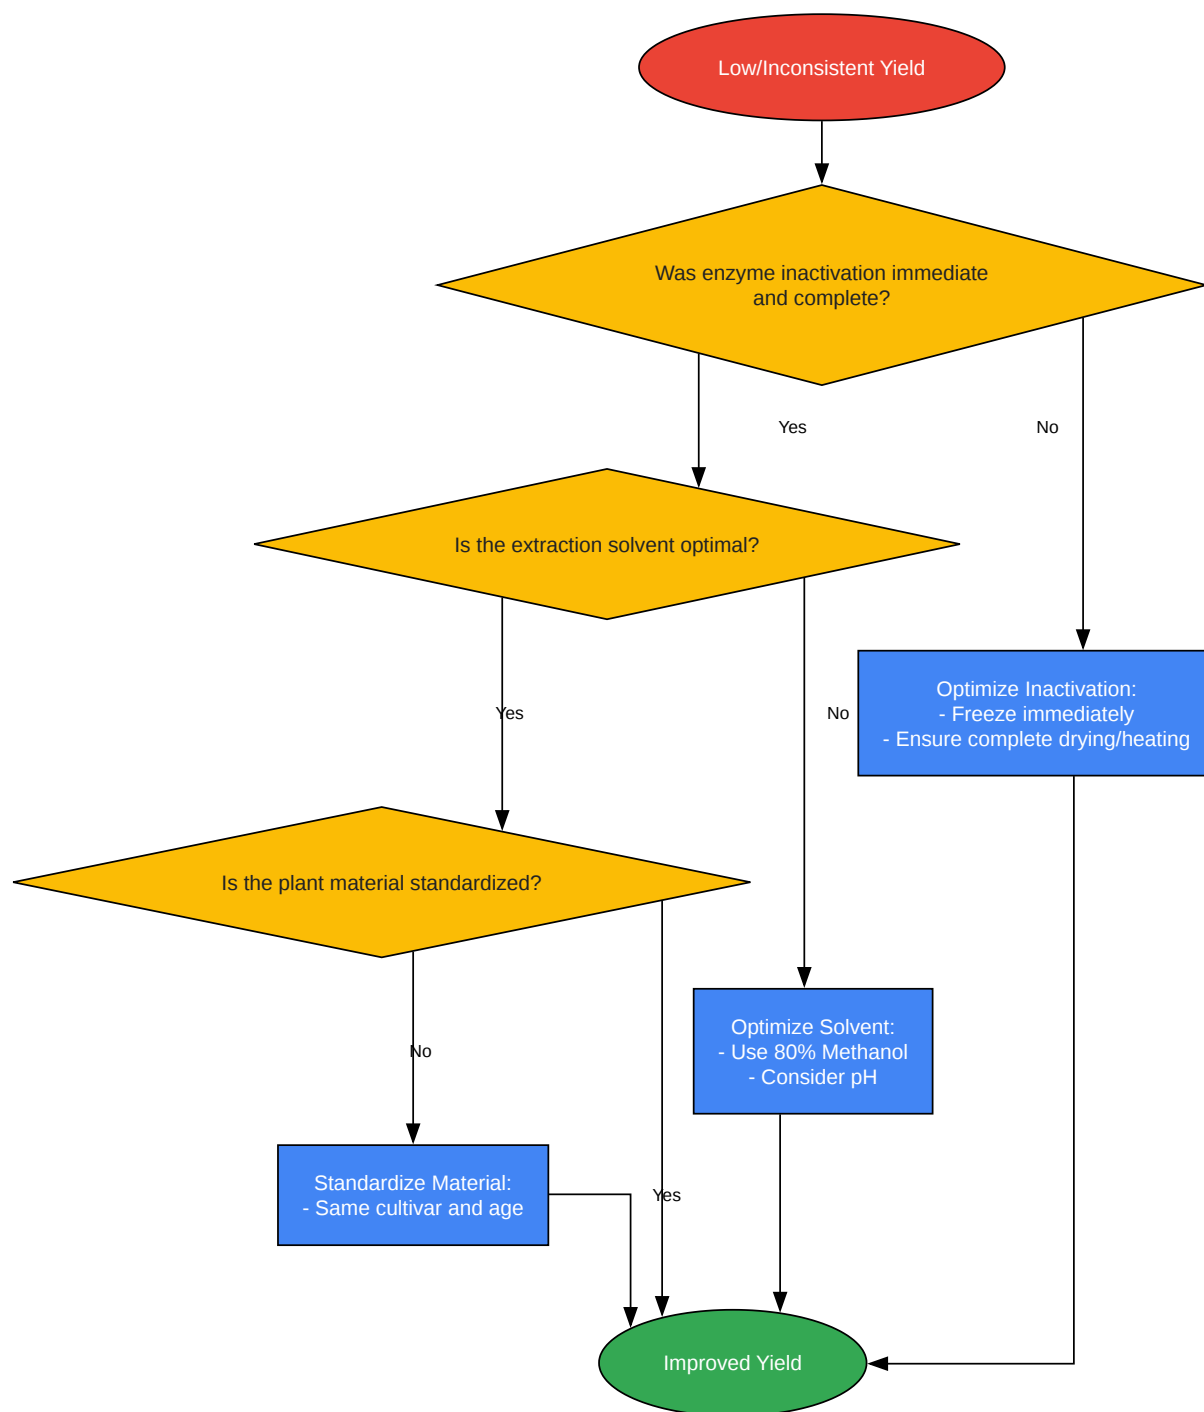 Low/Inconsistent Yield
Was enzyme inactivation immediate
and complete?
Yes
No
Is the extraction solvent optimal?
Optimize Inactivation:
- Freeze immediately
- Ensure complete drying/heating
Yes
No
Is the plant material standardized?
Optimize Solvent:
- Use 80% Methanol
- Consider pH
No
Standardize Material:
- Same cultivar and age
Yes
Improved Yield